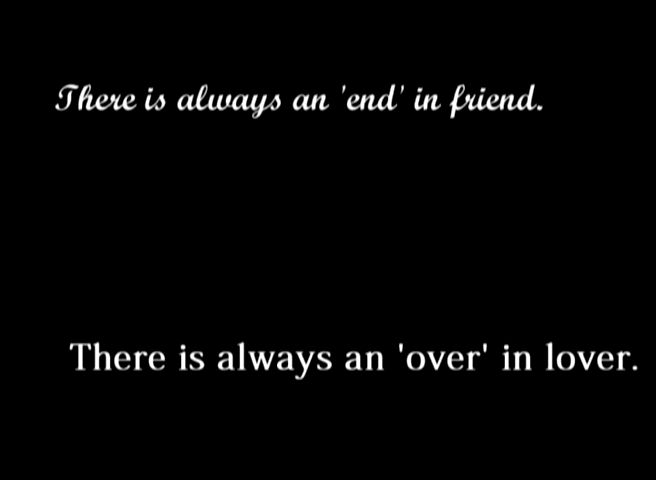 There is always an 'end' in friend.
There is always an 'over' in lover.